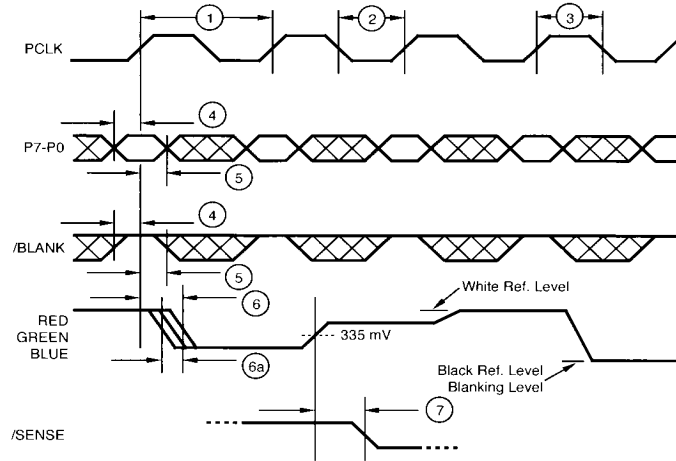 1
2
3
PCLK
4
P7-P0
5
4
/BLANK
5
6
White Ref. Level
RED
GREEN
BLUE
335 mV
6a
Black Ref. Level
Blanking Level
7
/SENSE